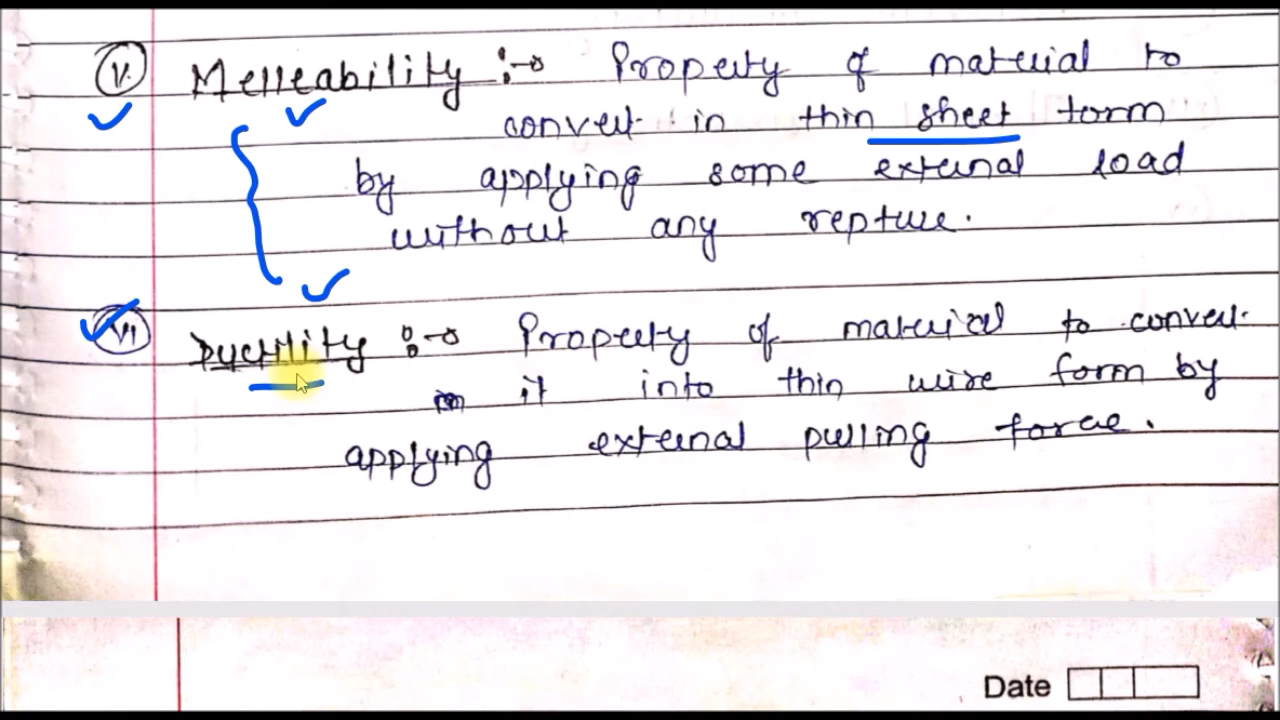 V. Melleability :- Property of material to
convert in thin sheet form
by applying some external load
without any repture.
VI Ductility :- Property of material to convert
it into thin wire form by
applying external pulling force.
Date